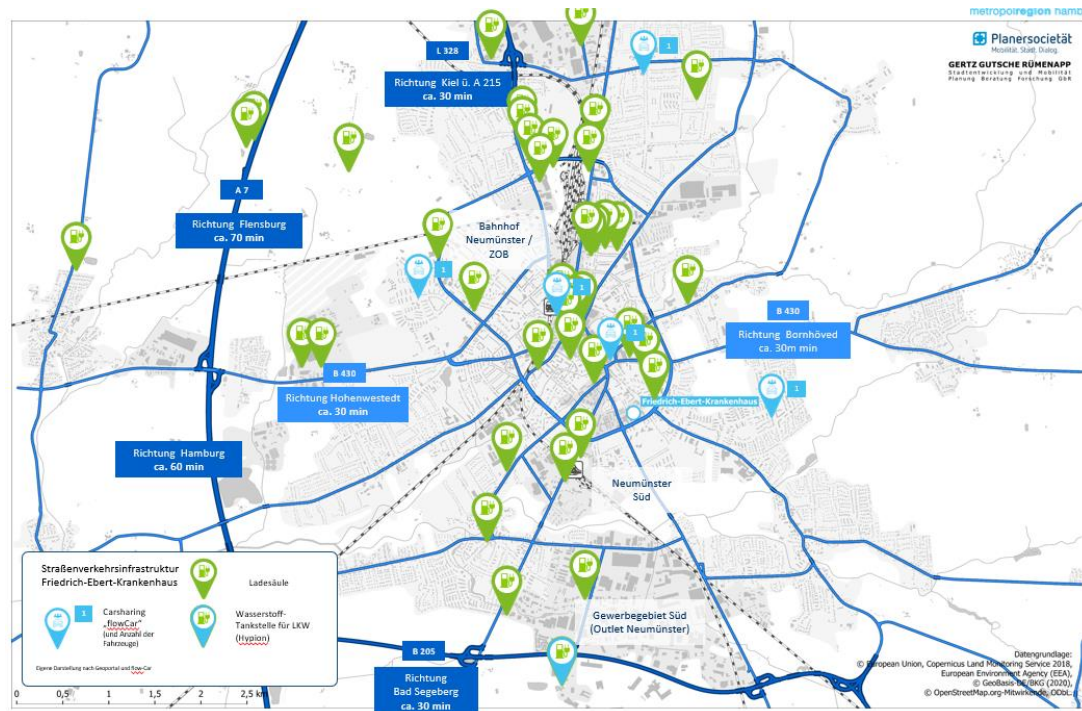 metropolregion hamb
Planersocietät
Mobilität. Stadt. Dialog.
GERTZ GUTSCHE RÜMENAPP
Stadtentwicklung und Mobilität
Planung Beratung Forschung GbR
L 328
1
Richtung Kiel ü. A 215
ca. 30 min
A 7
Richtung Flensburg
ca. 70 min
Bahnhof
Neumünster /
ZOB
1
1
1
B 430
Richtung Bornhöved
ca. 30m min
B 430
Richtung Hohenwestedt
ca. 30 min
1
Friedrich-Ebert-Krankenhaus
Richtung Hamburg
ca. 60 min
Neumünster
Süd
Gewerbegebiet Süd
(Outlet Neumünster)
B 205
Richtung
Bad Segeberg
ca. 30 min
Straßenverkehrsinfrastruktur
Friedrich-Ebert-Krankenhaus
Ladesäule
1
Carsharing
„flowCar“
(und Anzahl der
Fahrzeuge)
Wasserstoff-
Tankstelle für LKW
(Hypion)
Eigene Darstellung nach Geoportal und flow-Car
0 0,5 1 1,5 2 2,5 km
Datengrundlage:
© European Union, Copernicus Land Monitoring Service 2018,
European Environment Agency (EEA),
© GeoBasis-DE/BKG (2020),
© OpenStreetMap.org-Mitwirkende, ODbL.